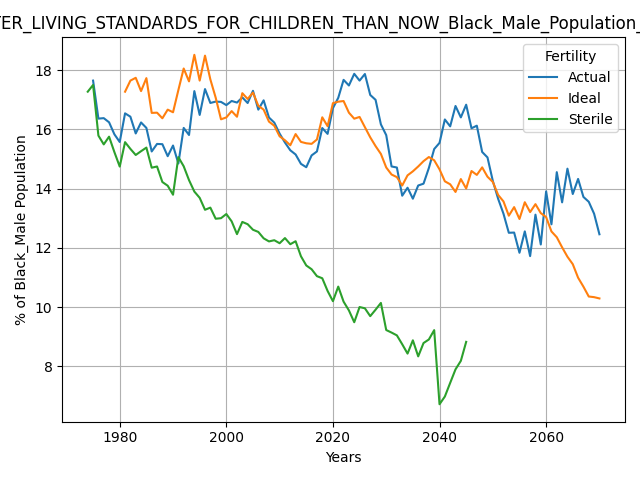 TER_LIVING_STANDARDS_FOR_CHILDREN_THAN_NOW_Black_Male_Population_
% of Black_Male Population
18
16
14
12
10
8
Fertility
Actual
Ideal
Sterile
1980 2000 2020 2040 2060
Years